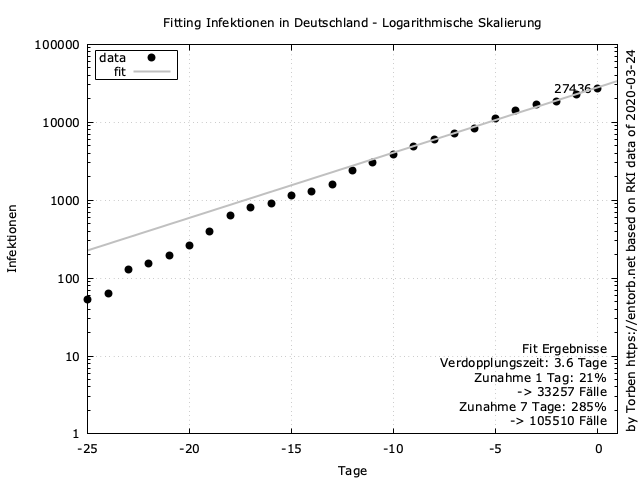 Fitting Infektionen in Deutschland - Logarithmische Skalierung
100000
10000
1000
100
10
1
Infektionen
data
fit
27436
Fit Ergebnisse
Verdopplungszeit: 3.6 Tage
Zunahme 1 Tag: 21%
-> 33257 Fälle
Zunahme 7 Tage: 285%
-> 105510 Fälle
-25
-20
-15
-10
-5
0
Tage
by Torben https://entorb.net based on RKI data of 2020-03-24